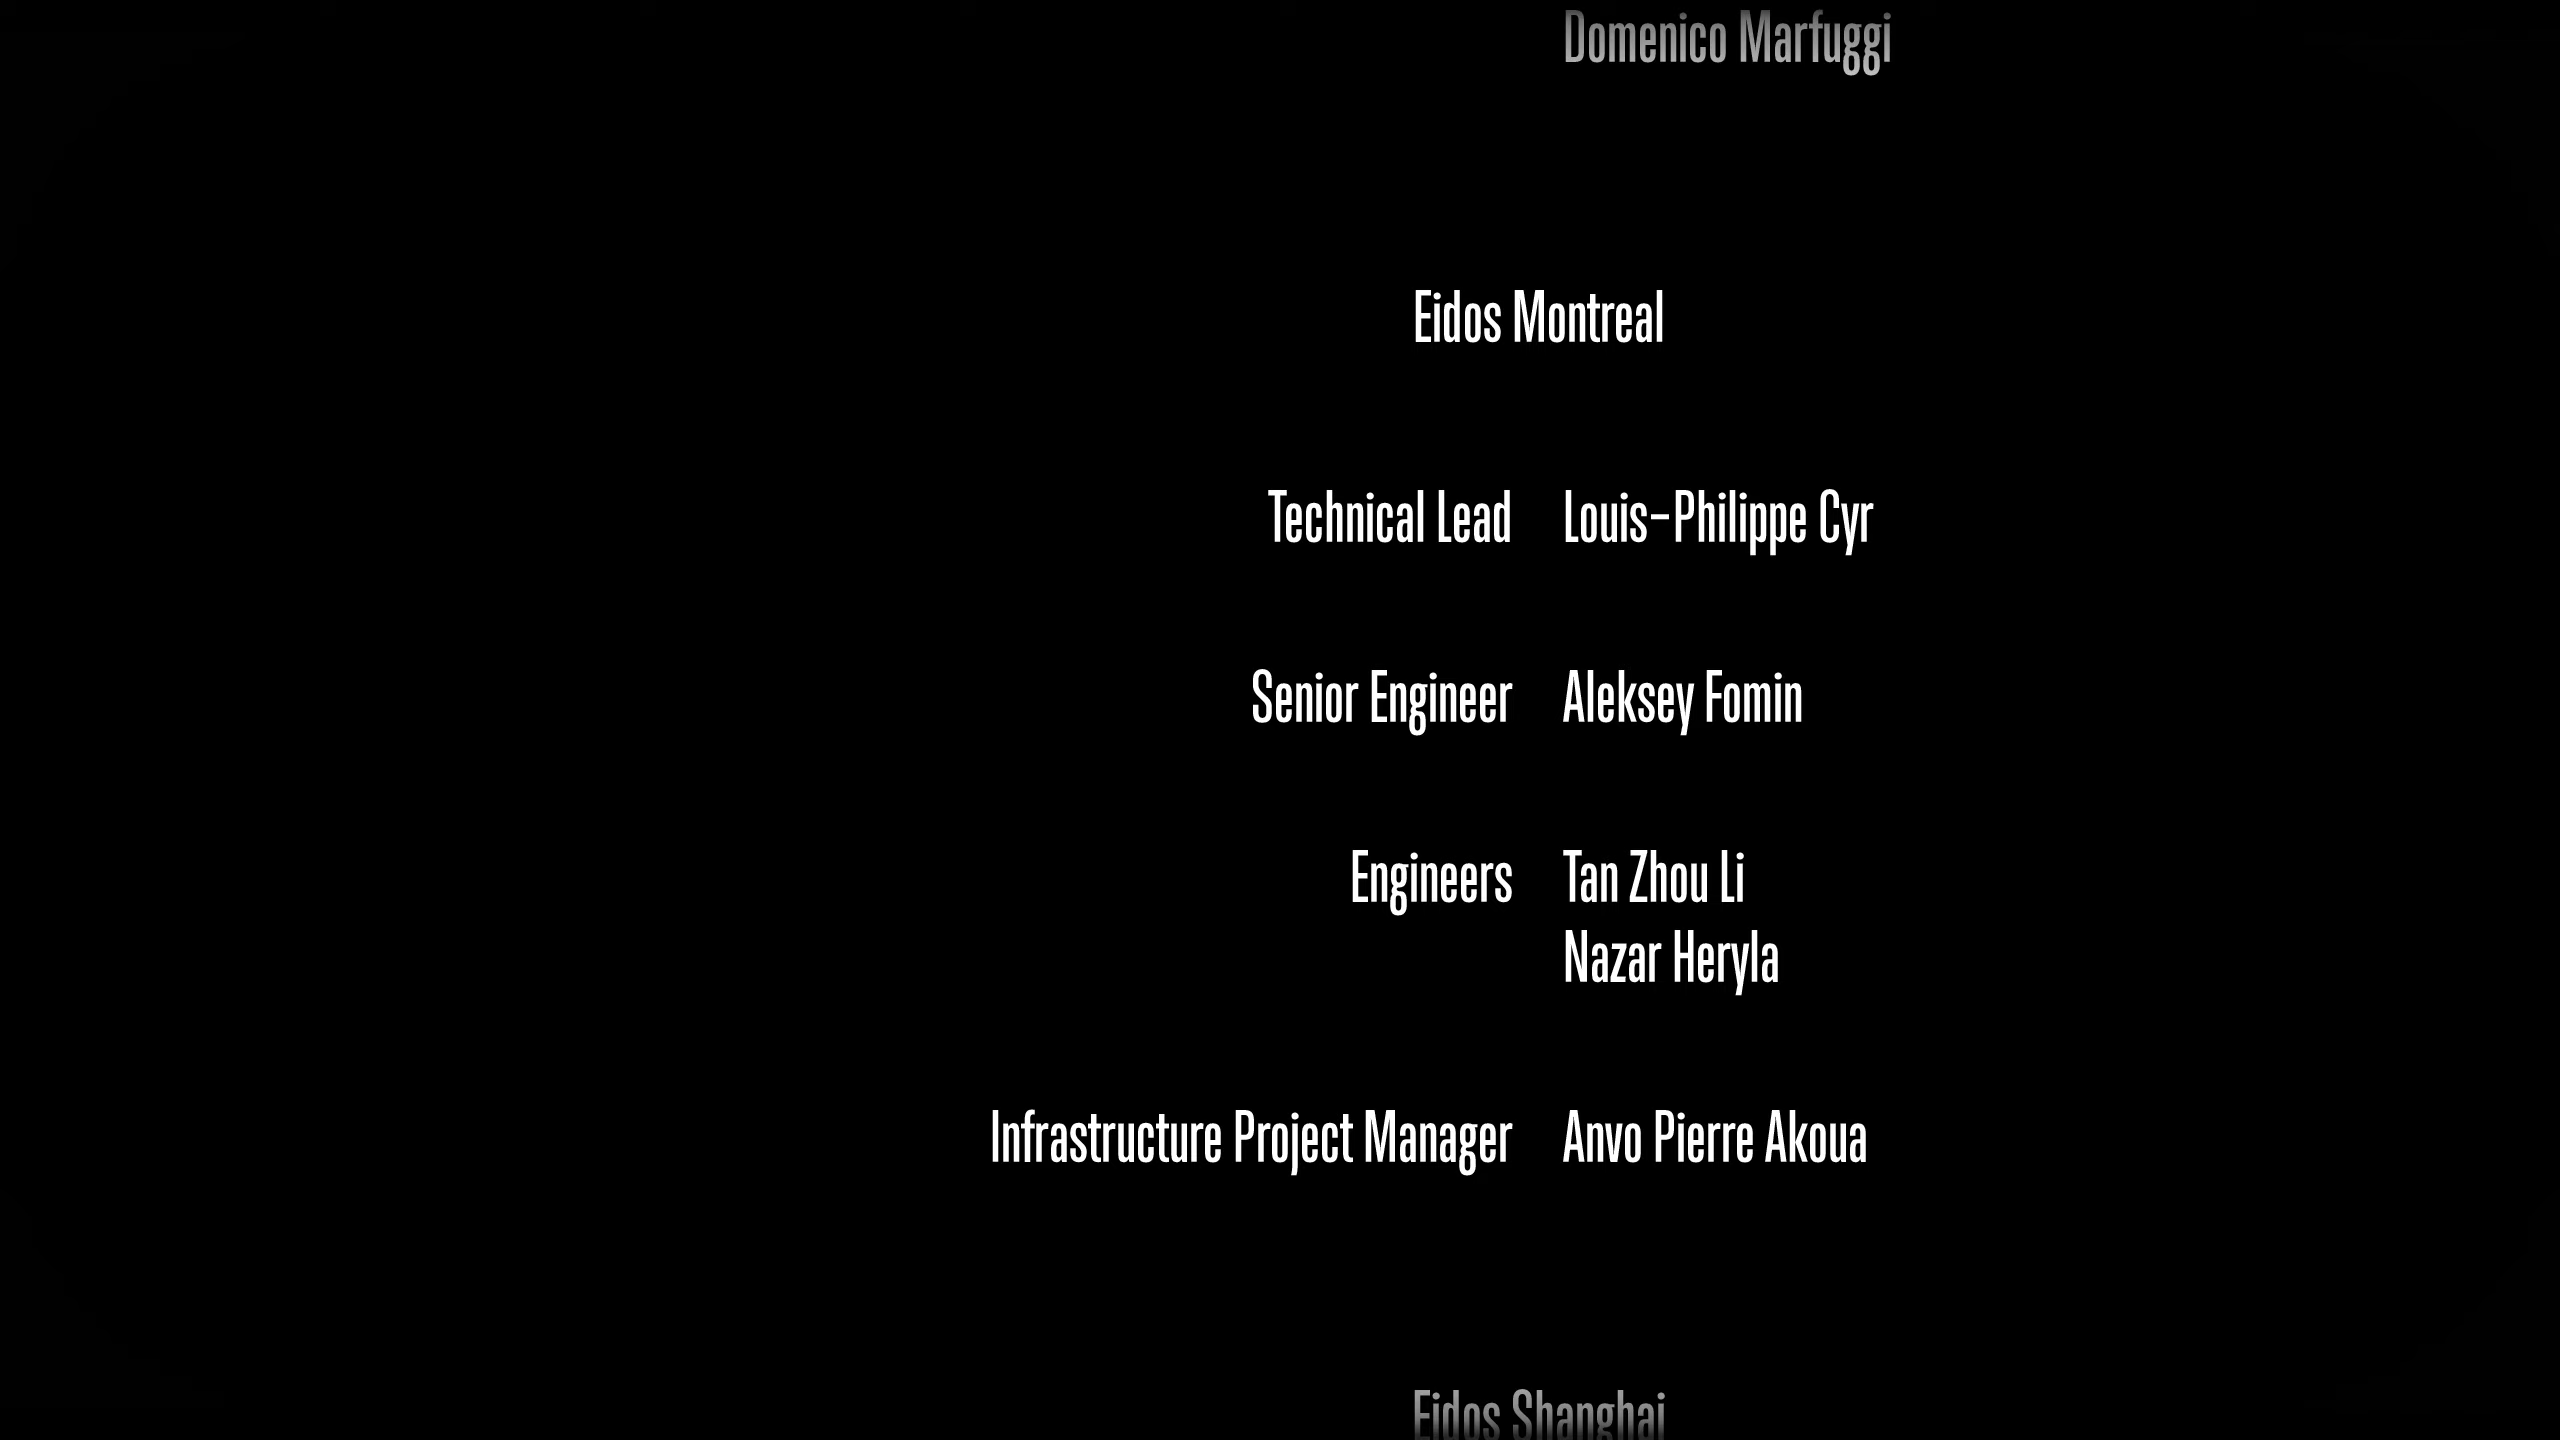 Domenico Marfuggi
Eidos Montreal
Technical Lead Louis-Philippe Cyr
Senior Engineer Aleksey Fomin
Engineers Tan Zhou Li
Nazar Heryla
Infrastructure Project Manager Anvo Pierre Akoua
Eidos Shanghai